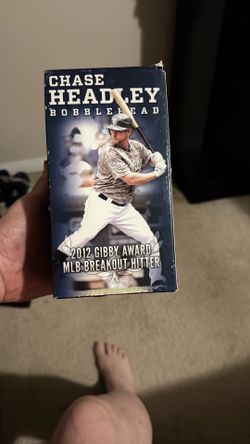 CHASE
HEADLEY
BOBBLEHEAD
2012 GIBBY AWARD
MLB BREAKOUT HITTER